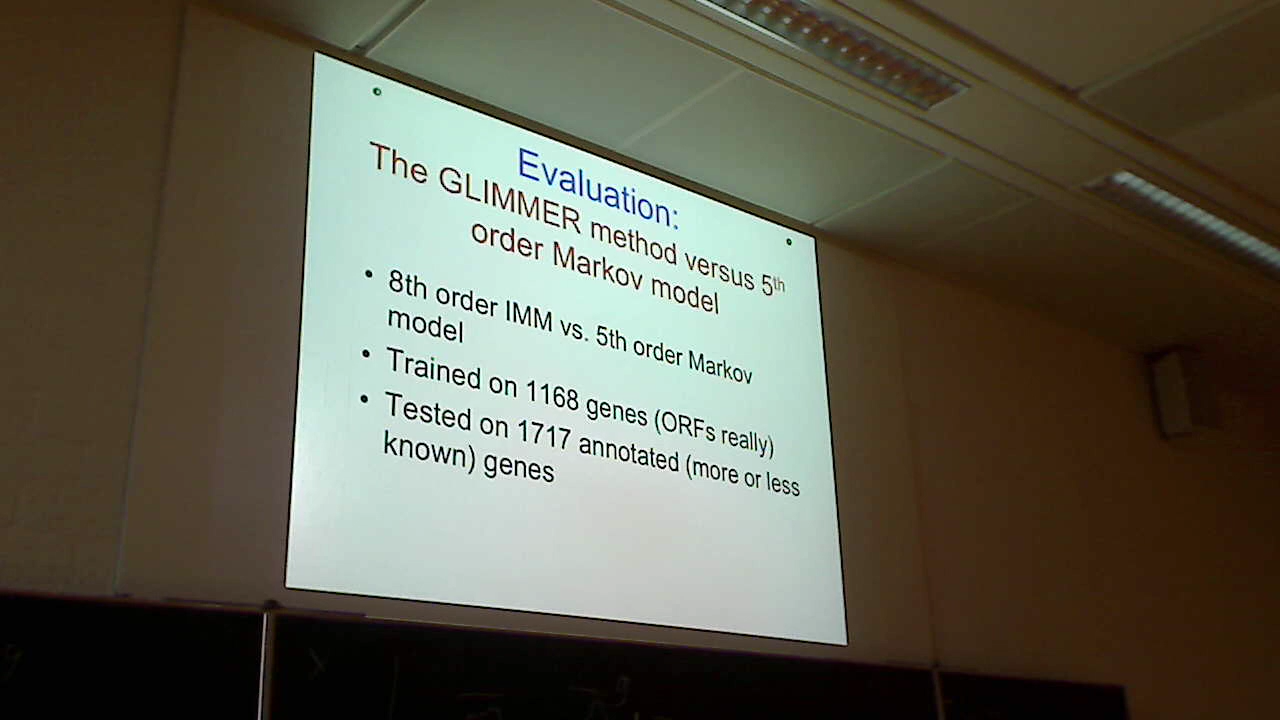 Evaluation:
The GLIMMER method versus 5th
order Markov model
• 8th order IMM vs. 5th order Markov
model
• Trained on 1168 genes (ORFs really)
• Tested on 1717 annotated (more or less
known) genes